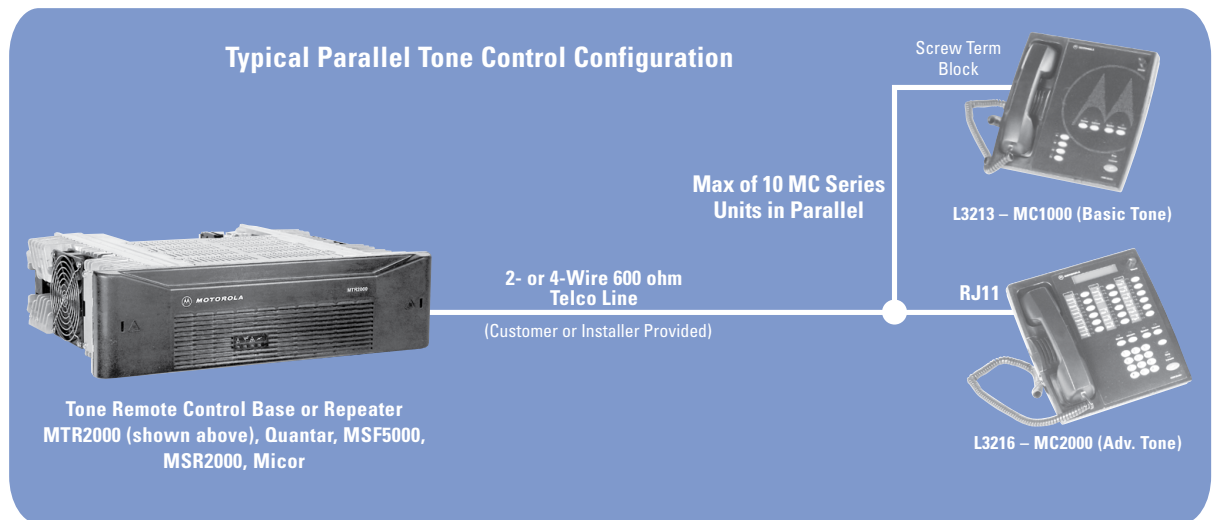 Typical Parallel Tone Control Configuration
Screw Term
Block
Max of 10 MC Series
Units in Parallel
L3213 – MC1000 (Basic Tone)
2- or 4-Wire 600 ohm
Telco Line
(Customer or Installer Provided)
RJ11
MOTOROLA
MTR2000
Tone Remote Control Base or Repeater
MTR2000 (shown above), Quantar, MSF5000,
MSR2000, Micor
L3216 – MC2000 (Adv. Tone)